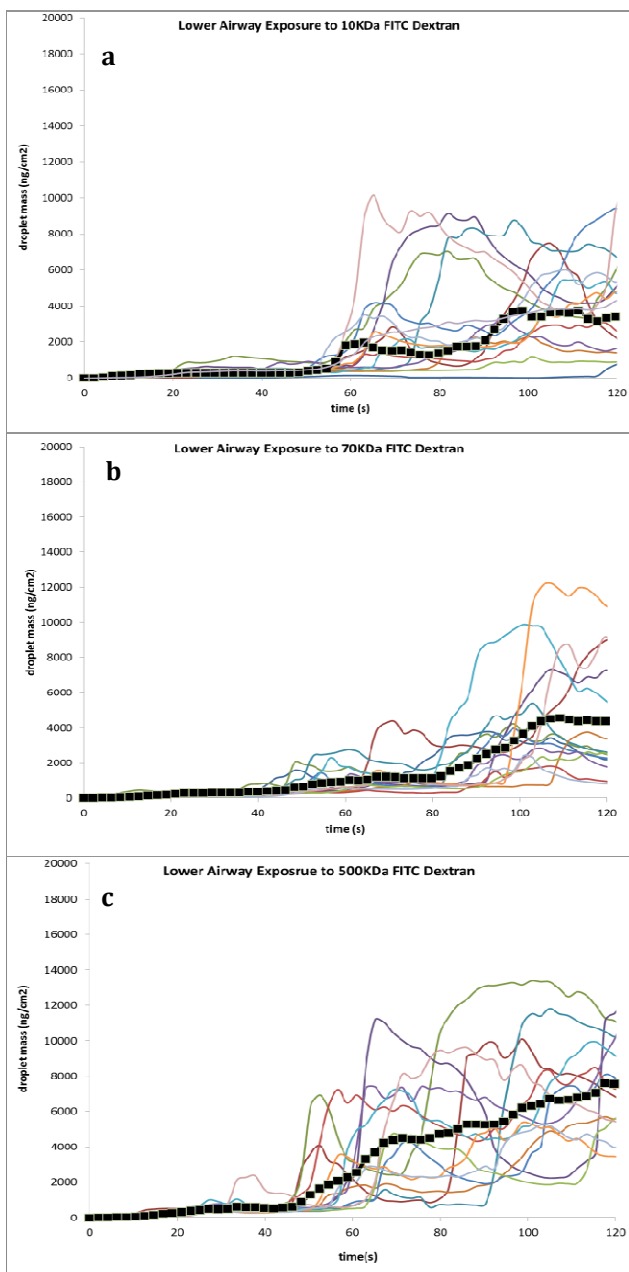 Lower Airway Exposure to 10KDa FITC Dextran
a
20000
18000
16000
14000
12000
10000
8000
6000
4000
2000
0
droplet mass (ng/cm2)
0 20 40 60 80 100 120
time (s)
Lower Airway Exposure to 70KDa FITC Dextran
b
20000
18000
16000
14000
12000
10000
8000
6000
4000
2000
0
droplet mass (ng/cm2)
0 20 40 60 80 100 120
time (s)
Lower Airway Exposrue to 500KDa FITC Dextran
c
20000
18000
16000
14000
12000
10000
8000
6000
4000
2000
0
droplet mass (ng/cm2)
0 20 40 60 80 100 120
time(s)